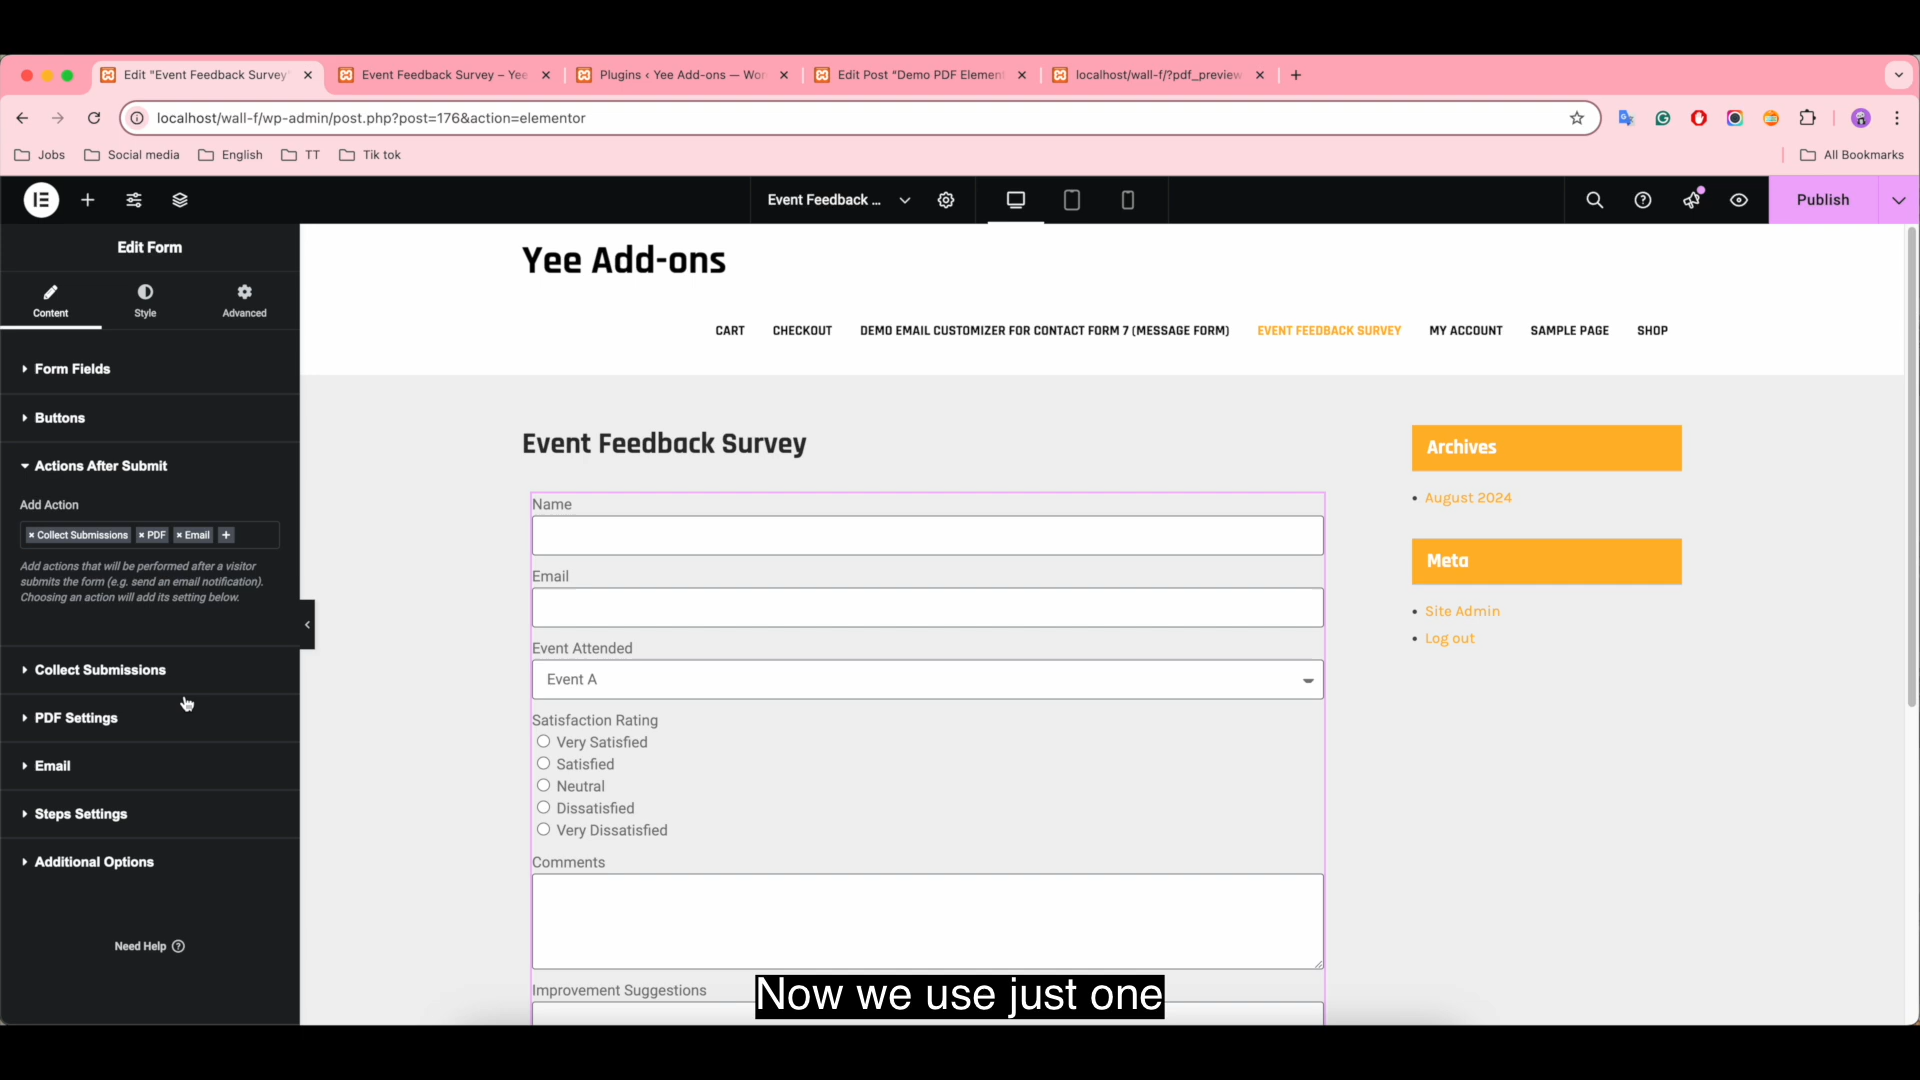 Edit "Event Feedback Survey"
Event Feedback Survey – Yee
Plugins ‹ Yee Add-ons — Wor
Edit Post "Demo PDF Element
localhost/wall-f/?pdf_preview
localhost/wall-f/wp-admin/post.php?post=176&action=elementor
Jobs
Social media
English
TT
Tik tok
All Bookmarks
Event Feedback ...
Publish
Edit Form
Content
Style
Advanced
Form Fields
Buttons
Actions After Submit
Add Action
× Collect Submissions × PDF × Email +
Add actions that will be performed after a visitor
submits the form (e.g. send an email notification).
Choosing an action will add its setting below.
Collect Submissions
PDF Settings
Email
Steps Settings
Additional Options
Need Help
Yee Add-ons
CART
CHECKOUT
DEMO EMAIL CUSTOMIZER FOR CONTACT FORM 7 (MESSAGE FORM)
EVENT FEEDBACK SURVEY
MY ACCOUNT
SAMPLE PAGE
SHOP
Event Feedback Survey
Name
Email
Event Attended
Event A
Satisfaction Rating
Very Satisfied
Satisfied
Neutral
Dissatisfied
Very Dissatisfied
Comments
Improvement Suggestions
Archives
August 2024
Meta
Site Admin
Log out
Now we use just one